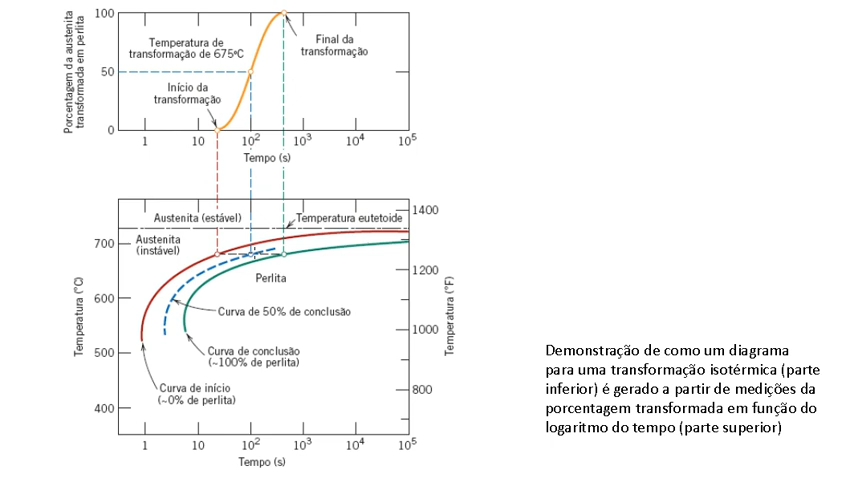 Porcentagem da austenita
transformada em perlita
100
50
0
Temperatura de
transformação de 675°C
Final da
transformação
Início da
transformação
1
10
10²
10³
10⁴
10⁵
Tempo (s)
Austenita (estável)
Temperatura eutetoide
Austenita
(instável)
Perlita
Curva de 50% de conclusão
Curva de conclusão
(~100% de perlita)
Curva de início
(~0% de perlita)
Temperatura (°C)
700
600
500
400
1400
1200
1000
800
Temperatura (°F)
1
10
10²
10³
10⁴
10⁵
Tempo (s)
Demonstração de como um diagrama
para uma transformação isotérmica (parte
inferior) é gerado a partir de medições da
porcentagem transformada em função do
logaritmo do tempo (parte superior)